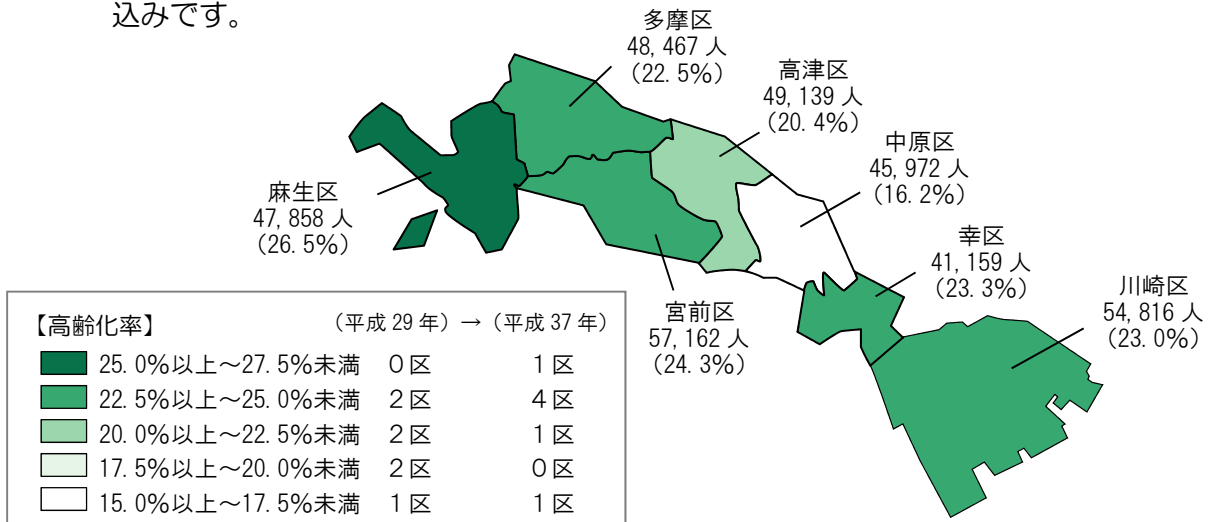 込みです。
多摩区
48,467 人
(22.5%)
高津区
49,139 人
(20.4%)
中原区
45,972 人
(16.2%)
麻生区
47,858 人
(26.5%)
幸区
41,159 人
(23.3%)
川崎区
54,816 人
(23.0%)
宮前区
57,162 人
(24.3%)
【高齢化率】 (平成 29 年) → (平成 37 年)
25.0%以上～27.5%未満 0区 1区
22.5%以上～25.0%未満 2区 4区
20.0%以上～22.5%未満 2区 1区
17.5%以上～20.0%未満 2区 0区
15.0%以上～17.5%未満 1区 1区